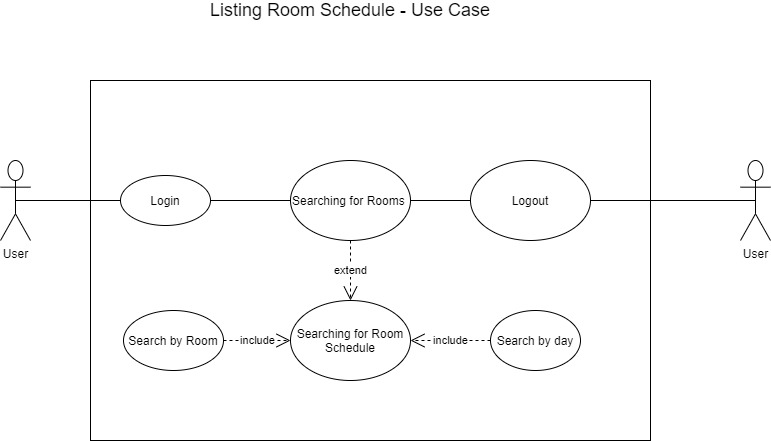 Listing Room Schedule - Use Case
Login
Searching for Rooms
Logout
User
User
extend
Search by Room
include
Searching for Room
Schedule
include
Search by day